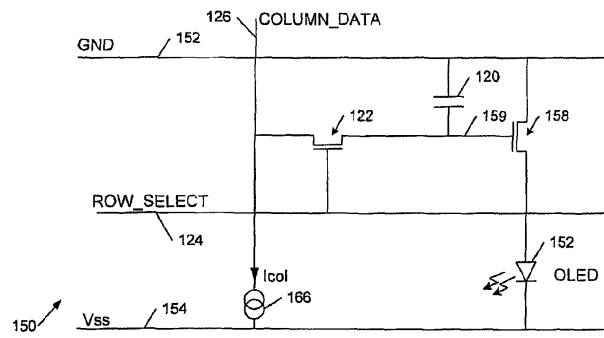 126
COLUMN_DATA
GND
152
120
122
159
158
ROW_SELECT
124
152
Icol
OLED
166
154
Vss
150